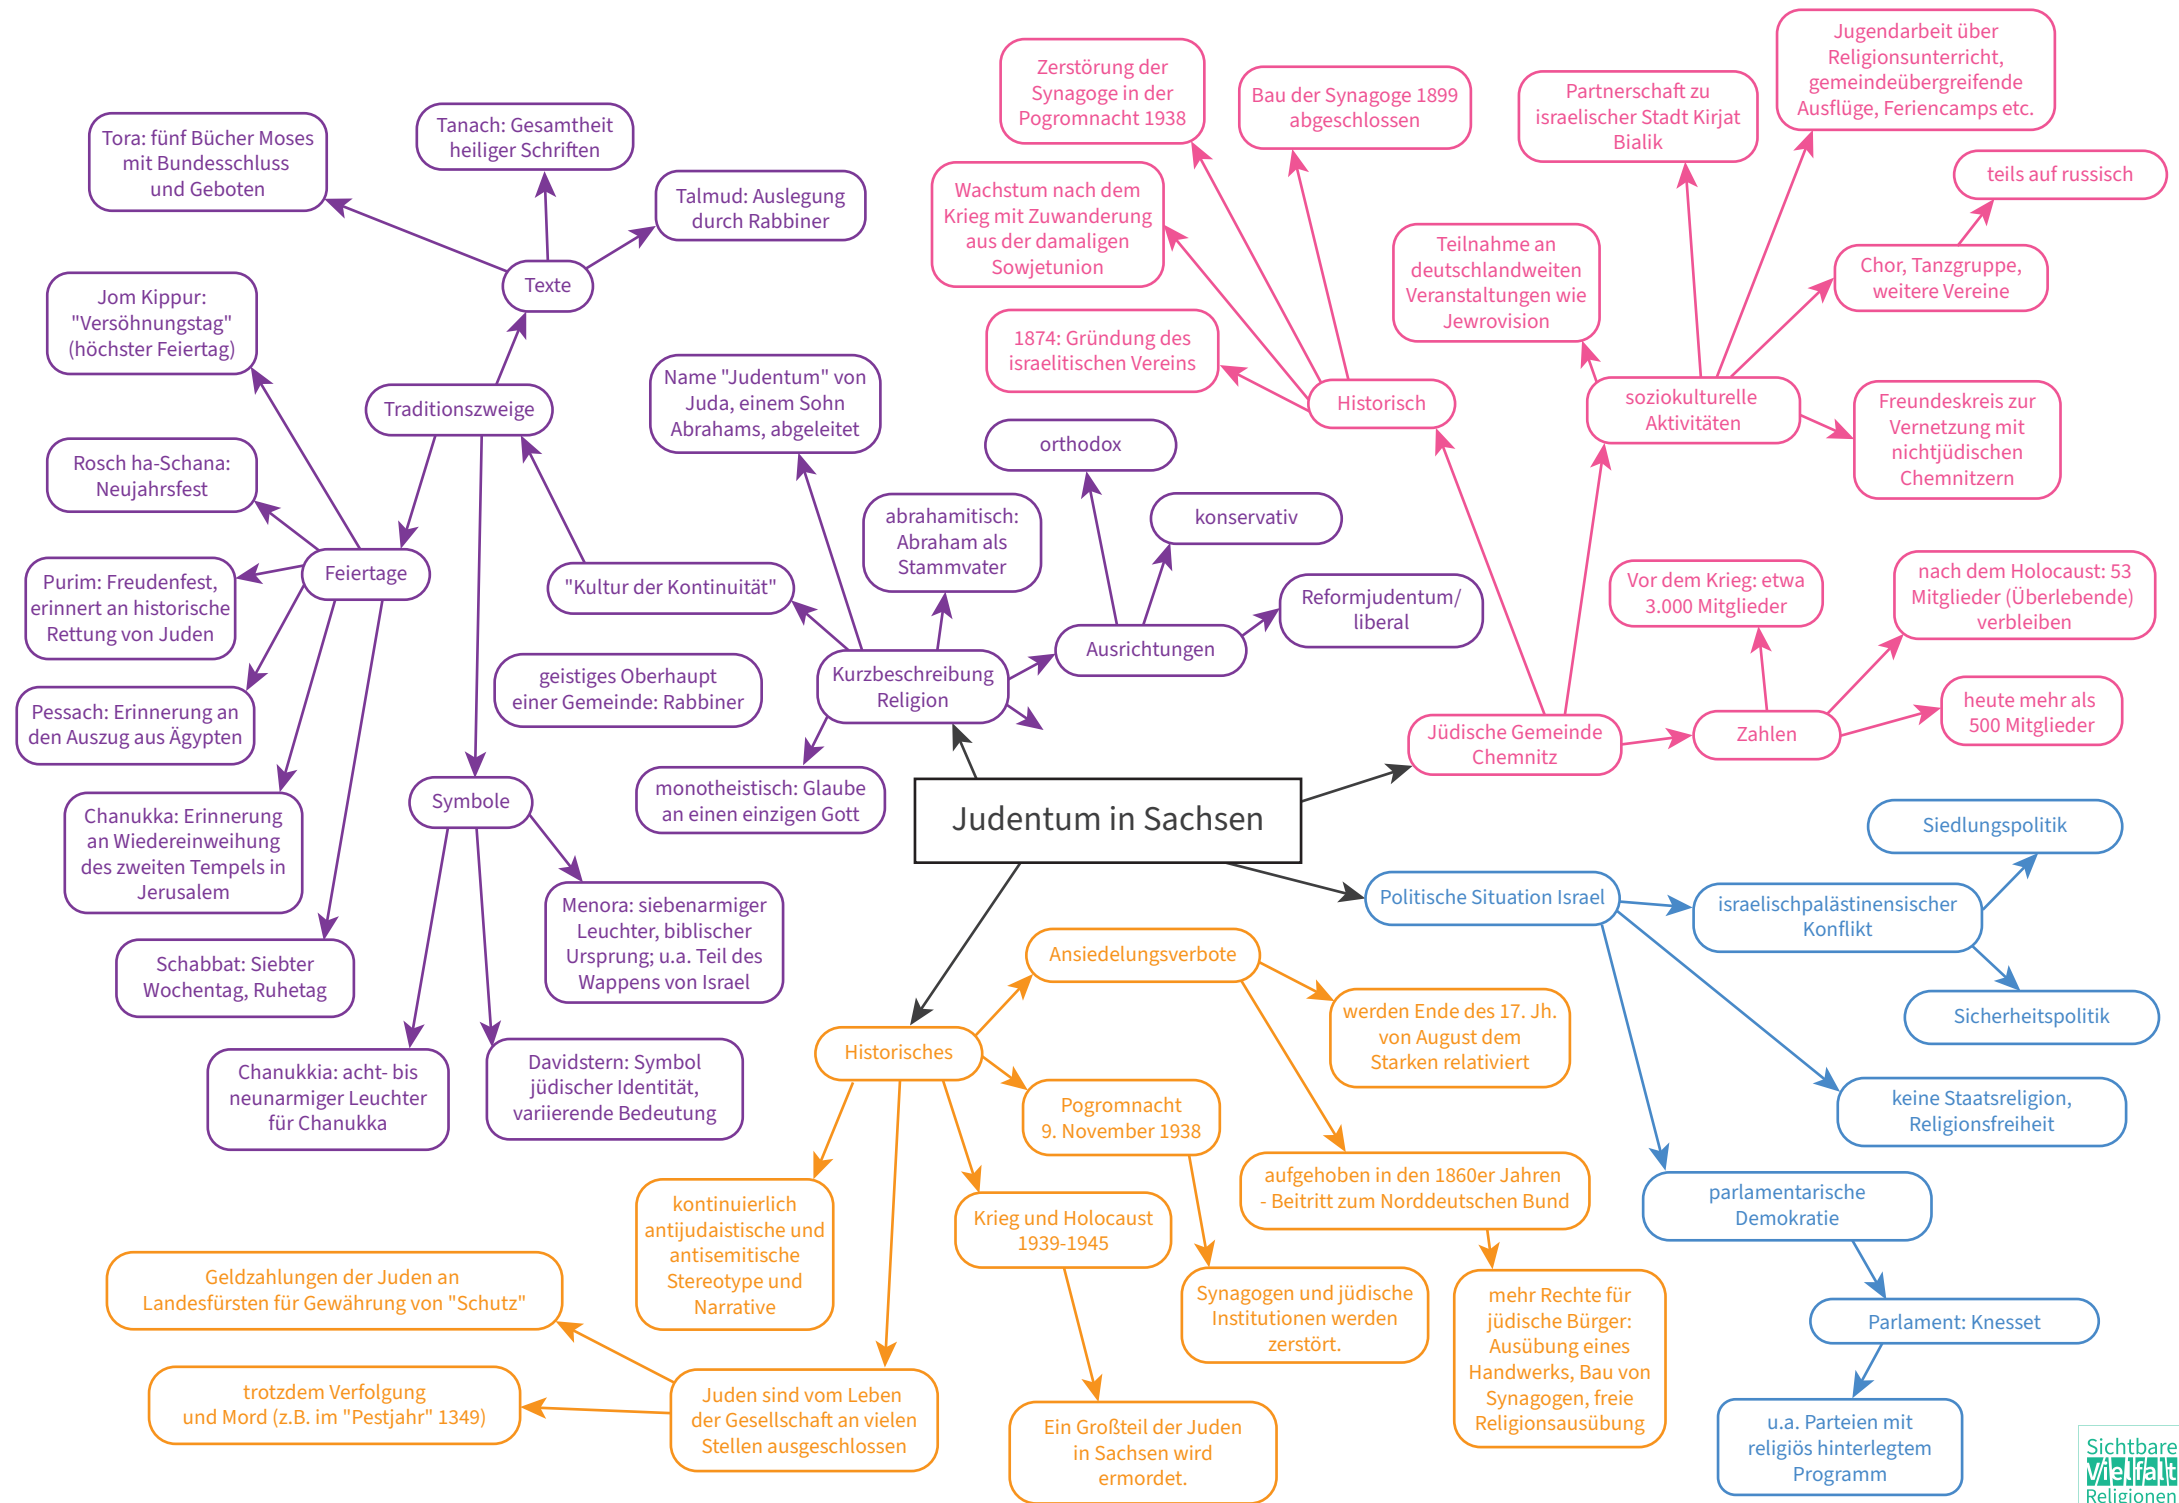 Judentum in Sachsen
Kurzbeschreibung
Religion
Name "Judentum" von
Juda, einem Sohn
Abrahams, abgeleitet
abrahamitisch:
Abraham als
Stammvater
monotheistisch: Glaube
an einen einzigen Gott
geistiges Oberhaupt
einer Gemeinde: Rabbiner
Ausrichtungen
orthodox
konservativ
Reformjudentum/
liberal
"Kultur der Kontinuität"
Traditionszweige
Texte
Tora: fünf Bücher Moses
mit Bundesschluss
und Geboten
Tanach: Gesamtheit
heiliger Schriften
Talmud: Auslegung
durch Rabbiner
Feiertage
Jom Kippur:
"Versöhnungstag"
(höchster Feiertag)
Rosch ha-Schana:
Neujahrsfest
Purim: Freudenfest,
erinnert an historische
Rettung von Juden
Pessach: Erinnerung an
den Auszug aus Ägypten
Chanukka: Erinnerung
an Wiedereinweihung
des zweiten Tempels in
Jerusalem
Schabbat: Siebter
Wochentag, Ruhetag
Symbole
Menora: siebenarmiger
Leuchter, biblischer
Ursprung; u.a. Teil des
Wappens von Israel
Davidstern: Symbol
jüdischer Identität,
variierende Bedeutung
Chanukkia: acht- bis
neunarmiger Leuchter
für Chanukka
Jüdische Gemeinde
Chemnitz
Historisch
Zerstörung der
Synagoge in der
Pogromnacht 1938
Bau der Synagoge 1899
abgeschlossen
Wachstum nach dem
Krieg mit Zuwanderung
aus der damaligen
Sowjetunion
1874: Gründung des
israelitischen Vereins
soziokulturelle
Aktivitäten
Teilnahme an
deutschlandweiten
Veranstaltungen wie
Jewrovision
Partnerschaft zu
israelischer Stadt Kirjat
Bialik
Jugendarbeit über
Religionsunterricht,
gemeindeübergreifende
Ausflüge, Feriencamps etc.
Chor, Tanzgruppe,
weitere Vereine
teils auf russisch
Freundeskreis zur
Vernetzung mit
nichtjüdischen
Chemnitzern
Zahlen
Vor dem Krieg: etwa
3.000 Mitglieder
nach dem Holocaust: 53
Mitglieder (Überlebende)
verbleiben
heute mehr als
500 Mitglieder
Politische Situation Israel
israelischpalästinensischer
Konflikt
Siedlungspolitik
Sicherheitspolitik
keine Staatsreligion,
Religionsfreiheit
parlamentarische
Demokratie
Parlament: Knesset
u.a. Parteien mit
religiös hinterlegtem
Programm
Historisches
Ansiedelungsverbote
werden Ende des 17. Jh.
von August dem
Starken relativiert
aufgehoben in den 1860er Jahren
- Beitritt zum Norddeutschen Bund
mehr Rechte für
jüdische Bürger:
Ausübung eines
Handwerks, Bau von
Synagogen, freie
Religionsausübung
Pogromnacht
9. November 1938
Synagogen und jüdische
Institutionen werden
zerstört.
Krieg und Holocaust
1939-1945
Ein Großteil der Juden
in Sachsen wird
ermordet.
kontinuierlich
antijudaistische und
antisemitische
Stereotype und
Narrative
Juden sind vom Leben
der Gesellschaft an vielen
Stellen ausgeschlossen
Geldzahlungen der Juden an
Landesfürsten für Gewährung von "Schutz"
trotzdem Verfolgung
und Mord (z.B. im "Pestjahr" 1349)
Sichtbare
Vielfalt
Religionen